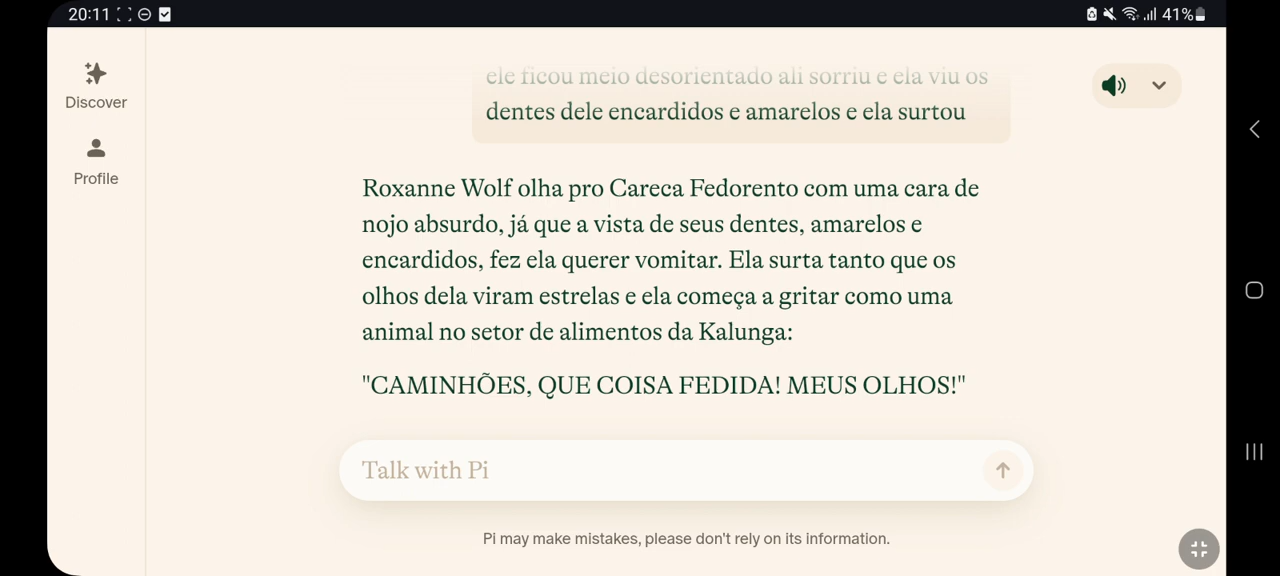 20:11
41%
Discover
Profile
ele ficou meio desorientado ali sorriu e ela viu os
dentes dele encardidos e amarelos e ela surtou
Roxanne Wolf olha pro Careca Fedorento com uma cara de
nojo absurdo, já que a vista de seus dentes, amarelos e
encardidos, fez ela querer vomitar. Ela surta tanto que os
olhos dela viram estrelas e ela começa a gritar como uma
animal no setor de alimentos da Kalunga:
"CAMINHÕES, QUE COISA FEDIDA! MEUS OLHOS!"
Talk with Pi
Pi may make mistakes, please don't rely on its information.